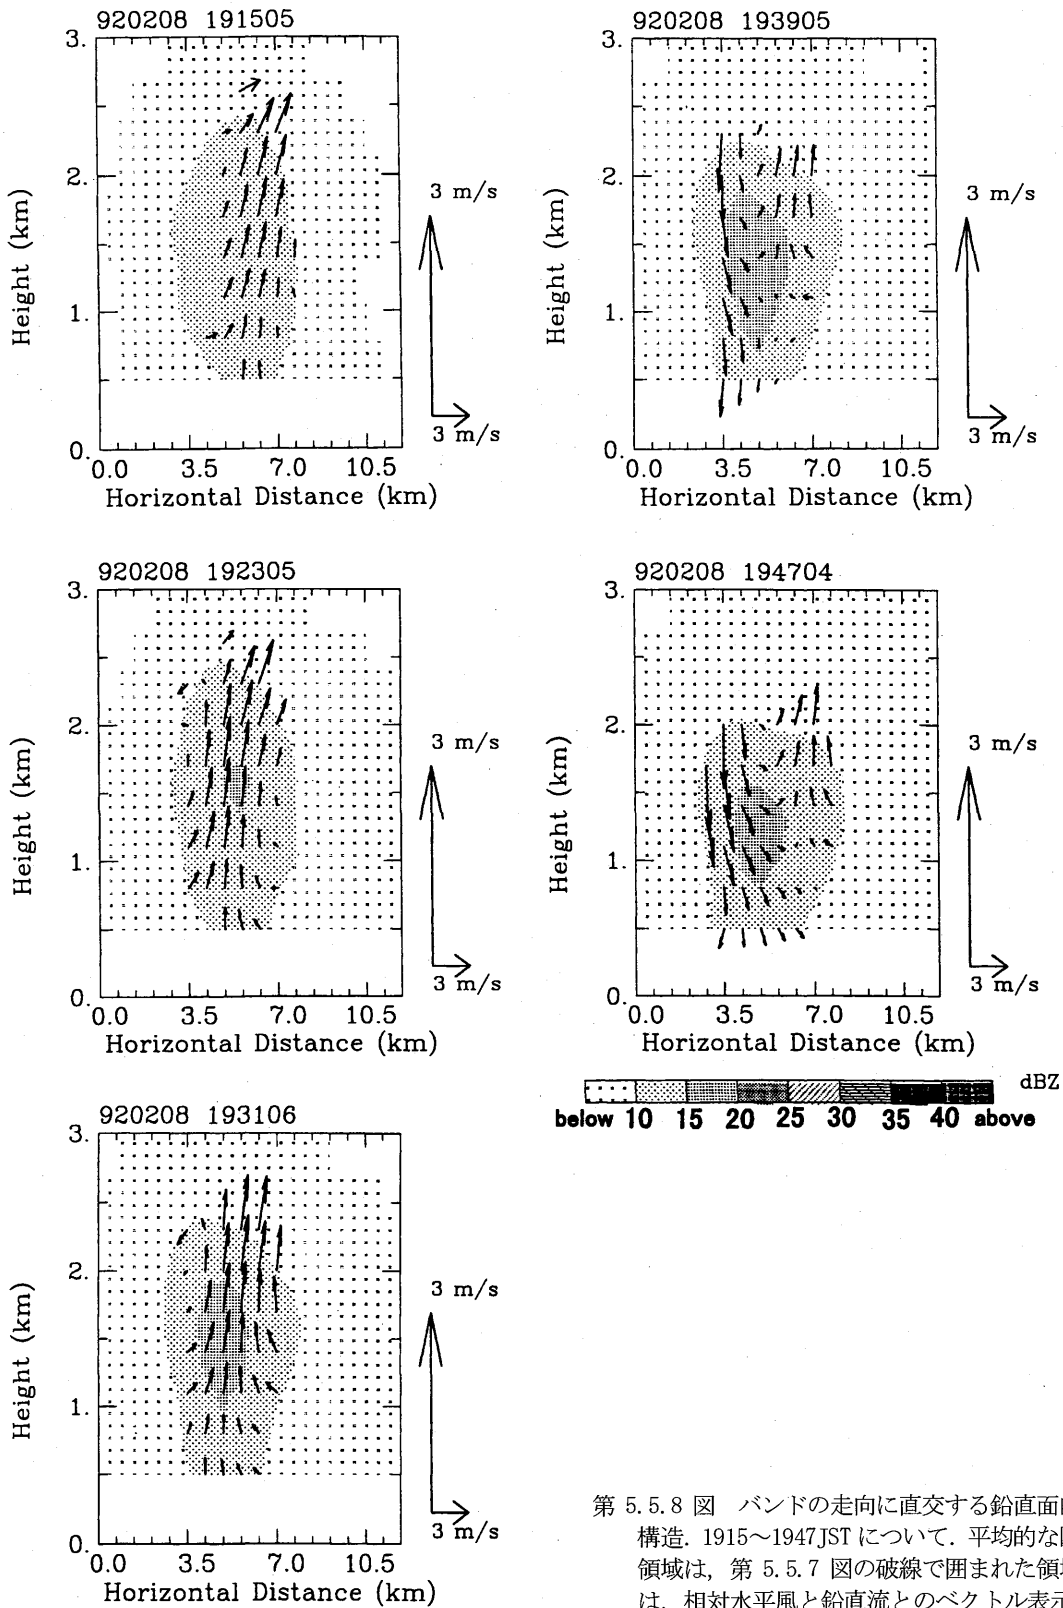 920208 191505
3.
2.
1.
0.
Height (km)
0.0 3.5 7.0 10.5
Horizontal Distance (km)
3 m/s
3 m/s
920208 193905
3.
2.
1.
0.
Height (km)
0.0 3.5 7.0 10.5
Horizontal Distance (km)
3 m/s
3 m/s
920208 192305
3.
2.
1.
0.
Height (km)
0.0 3.5 7.0 10.5
Horizontal Distance (km)
3 m/s
3 m/s
920208 194704
3.
2.
1.
0.
Height (km)
0.0 3.5 7.0 10.5
Horizontal Distance (km)
3 m/s
3 m/s
dBZ
below 10 15 20 25 30 35 40 above
920208 193106
3.
2.
1.
0.
Height (km)
0.0 3.5 7.0 10.5
Horizontal Distance (km)
3 m/s
3 m/s
第 5.5.8 図 バンドの走向に直交する鉛直面
構造. 1915～1947JST について. 平均的な
領域は, 第 5.5.7 図の破線で囲まれた領
は, 相対水平風と鉛直流とのベクトル表示